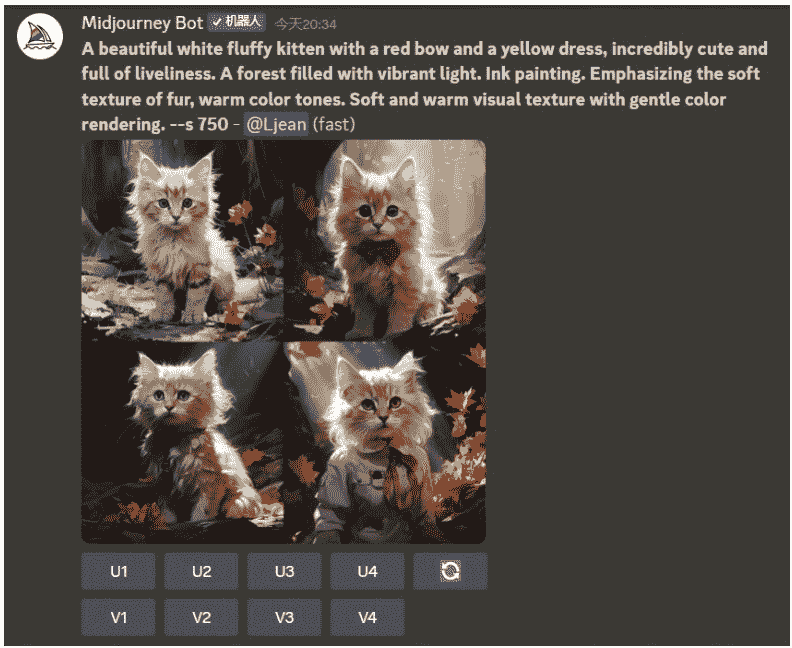 Midjourney Bot ✓机器人 今天20:34
A beautiful white fluffy kitten with a red bow and a yellow dress, incredibly cute and
full of liveliness. A forest filled with vibrant light. Ink painting. Emphasizing the soft
texture of fur, warm color tones. Soft and warm visual texture with gentle color
rendering. --s 750 - @Ljean (fast)
U1 U2 U3 U4
V1 V2 V3 V4